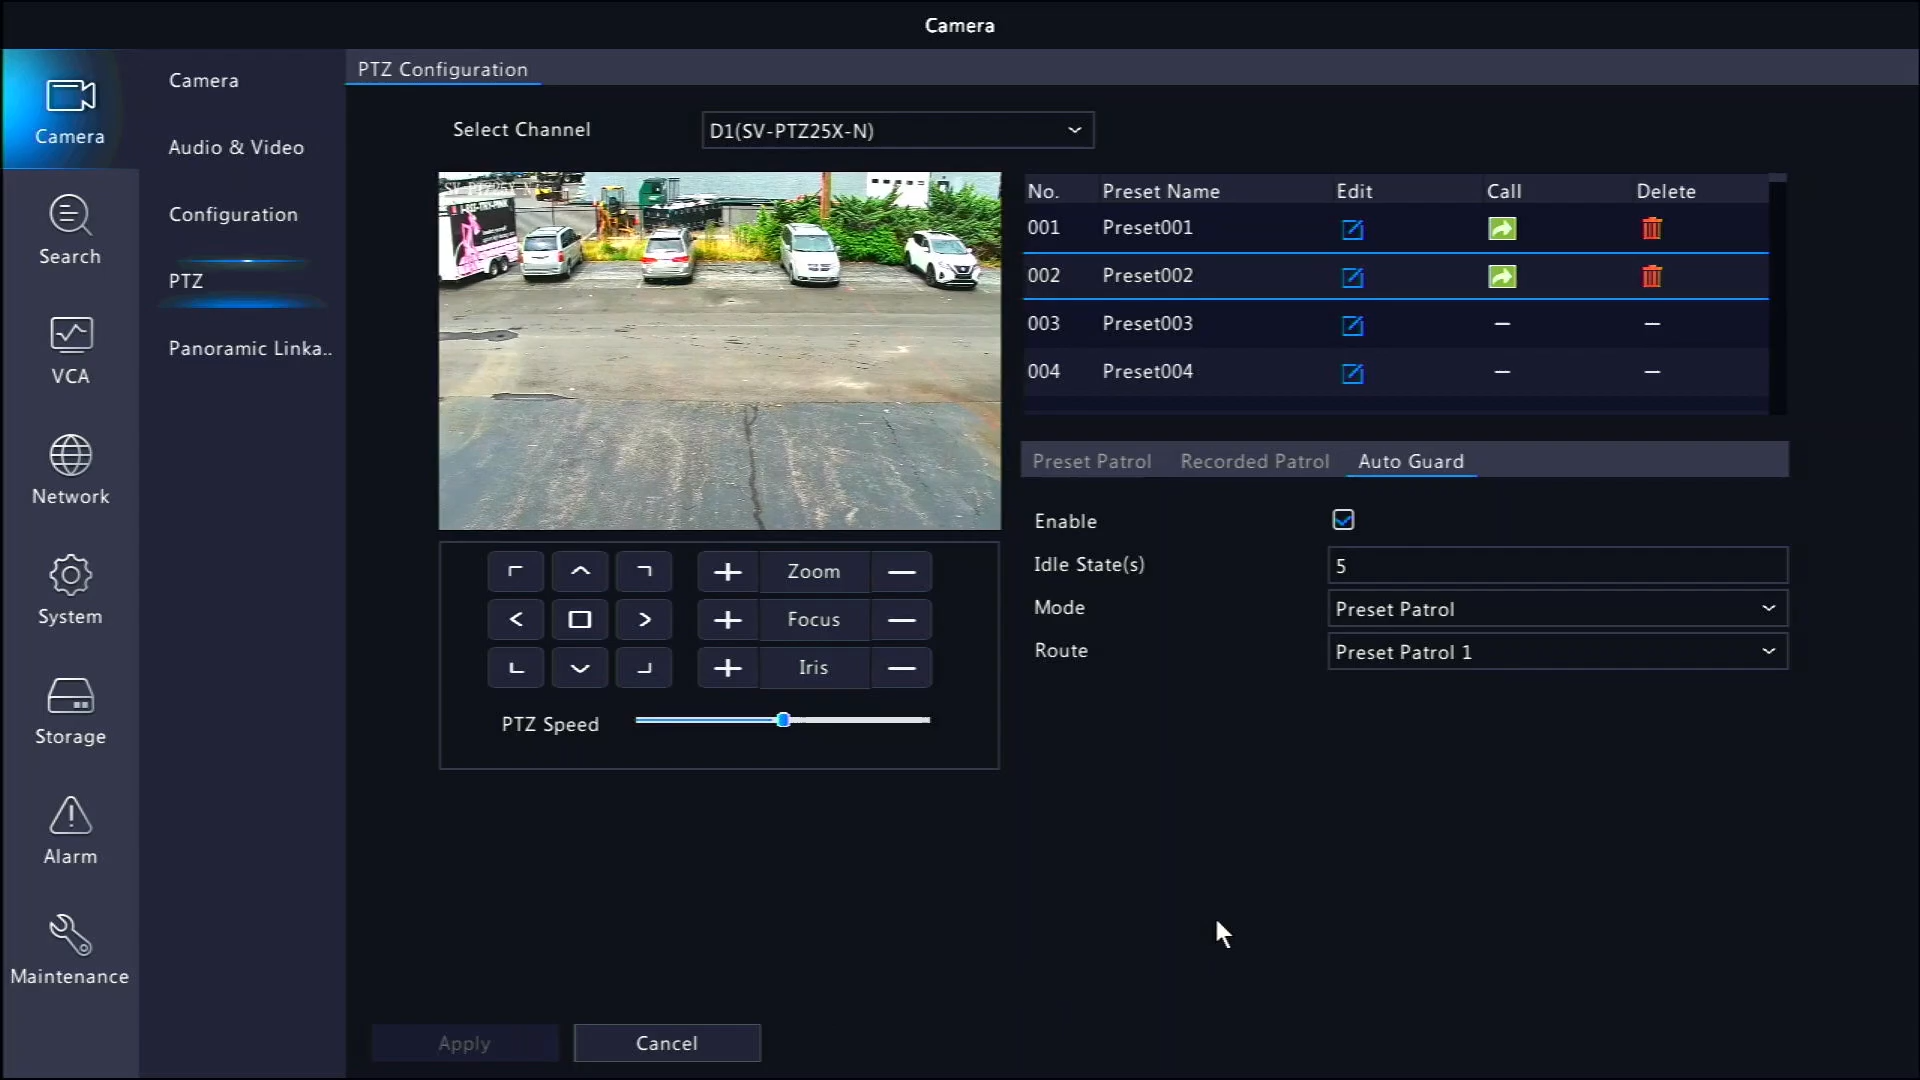 Camera
Camera
Search
VCA
Network
System
Storage
Alarm
Maintenance
Camera
Audio & Video
Configuration
PTZ
Panoramic Linka..
PTZ Configuration
Select Channel
D1(SV-PTZ25X-N)
SV-PTZ25X-N
No. Preset Name Edit Call Delete
001 Preset001
002 Preset002
003 Preset003 — —
004 Preset004 — —
Preset Patrol Recorded Patrol Auto Guard
Enable
Idle State(s) 5
Mode Preset Patrol
Route Preset Patrol 1
Zoom
Focus
Iris
PTZ Speed
Apply
Cancel